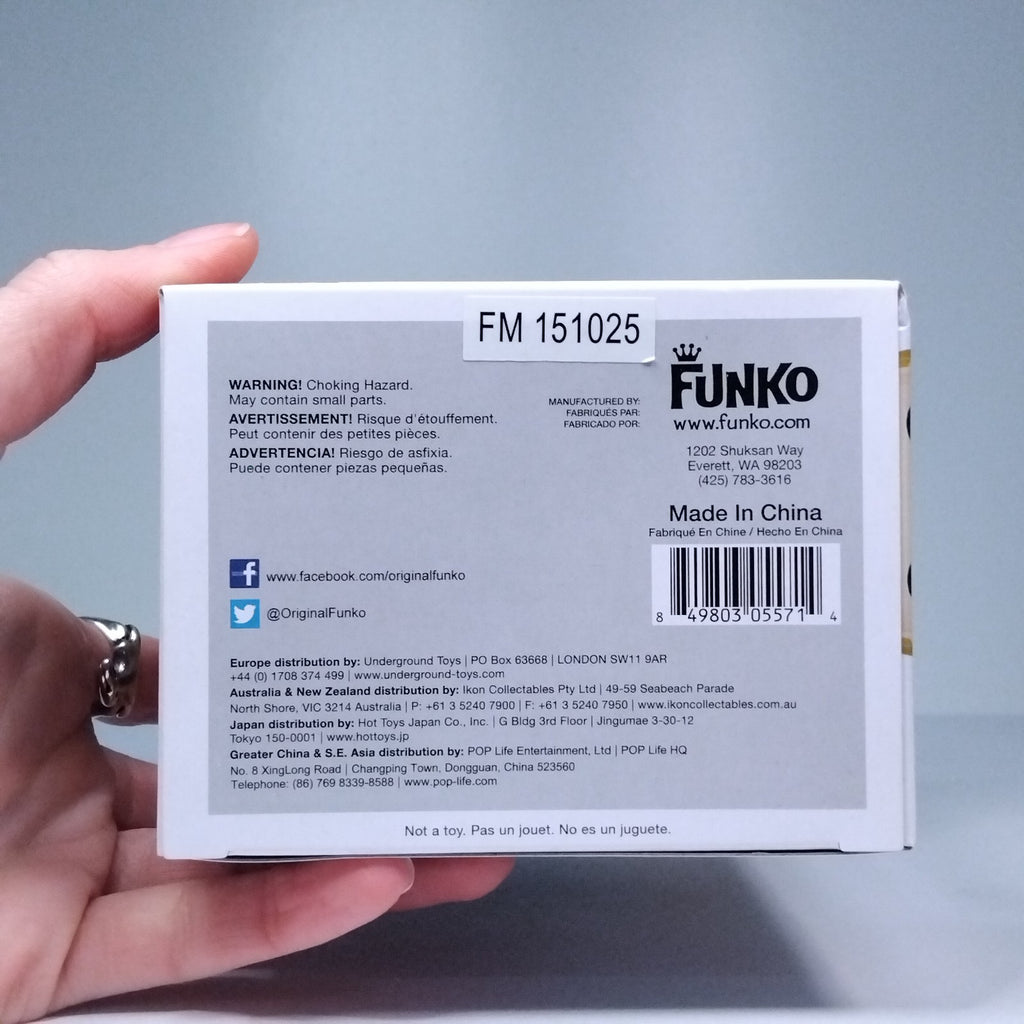 FM 151025
WARNING! Choking Hazard.
May contain small parts.
AVERTISSEMENT! Risque d'étouffement.
Peut contenir des petites pièces.
ADVERTENCIA! Riesgo de asfixia.
Puede contener piezas pequeñas.
MANUFACTURED BY:
FABRIQUÉS PAR:
FABRICADO POR:
FUNKO
www.funko.com
1202 Shuksan Way
Everett, WA 98203
(425) 783-3616
Made In China
Fabriqué En Chine / Hecho En China
8 49803 05571 4
f www.facebook.com/originalfunko
@OriginalFunko
Europe distribution by: Underground Toys | PO Box 63668 | LONDON SW11 9AR
+44 (0) 1708 374 499 | www.underground-toys.com
Australia & New Zealand distribution by: Ikon Collectables Pty Ltd | 49-59 Seabeach Parade
North Shore, VIC 3214 Australia | P: +61 3 5240 7900 | F: +61 3 5240 7950 | www.ikoncollectables.com.au
Japan distribution by: Hot Toys Japan Co., Inc. | G Bldg 3rd Floor | Jingumae 3-30-12
Tokyo 150-0001 | www.hottoys.jp
Greater China & S.E. Asia distribution by: POP Life Entertainment, Ltd | POP Life HQ
No. 8 XingLong Road | Changping Town, Dongguan, China 523560
Telephone: (86) 769 8339-8588 | www.pop-life.com
Not a toy. Pas un jouet. No es un juguete.